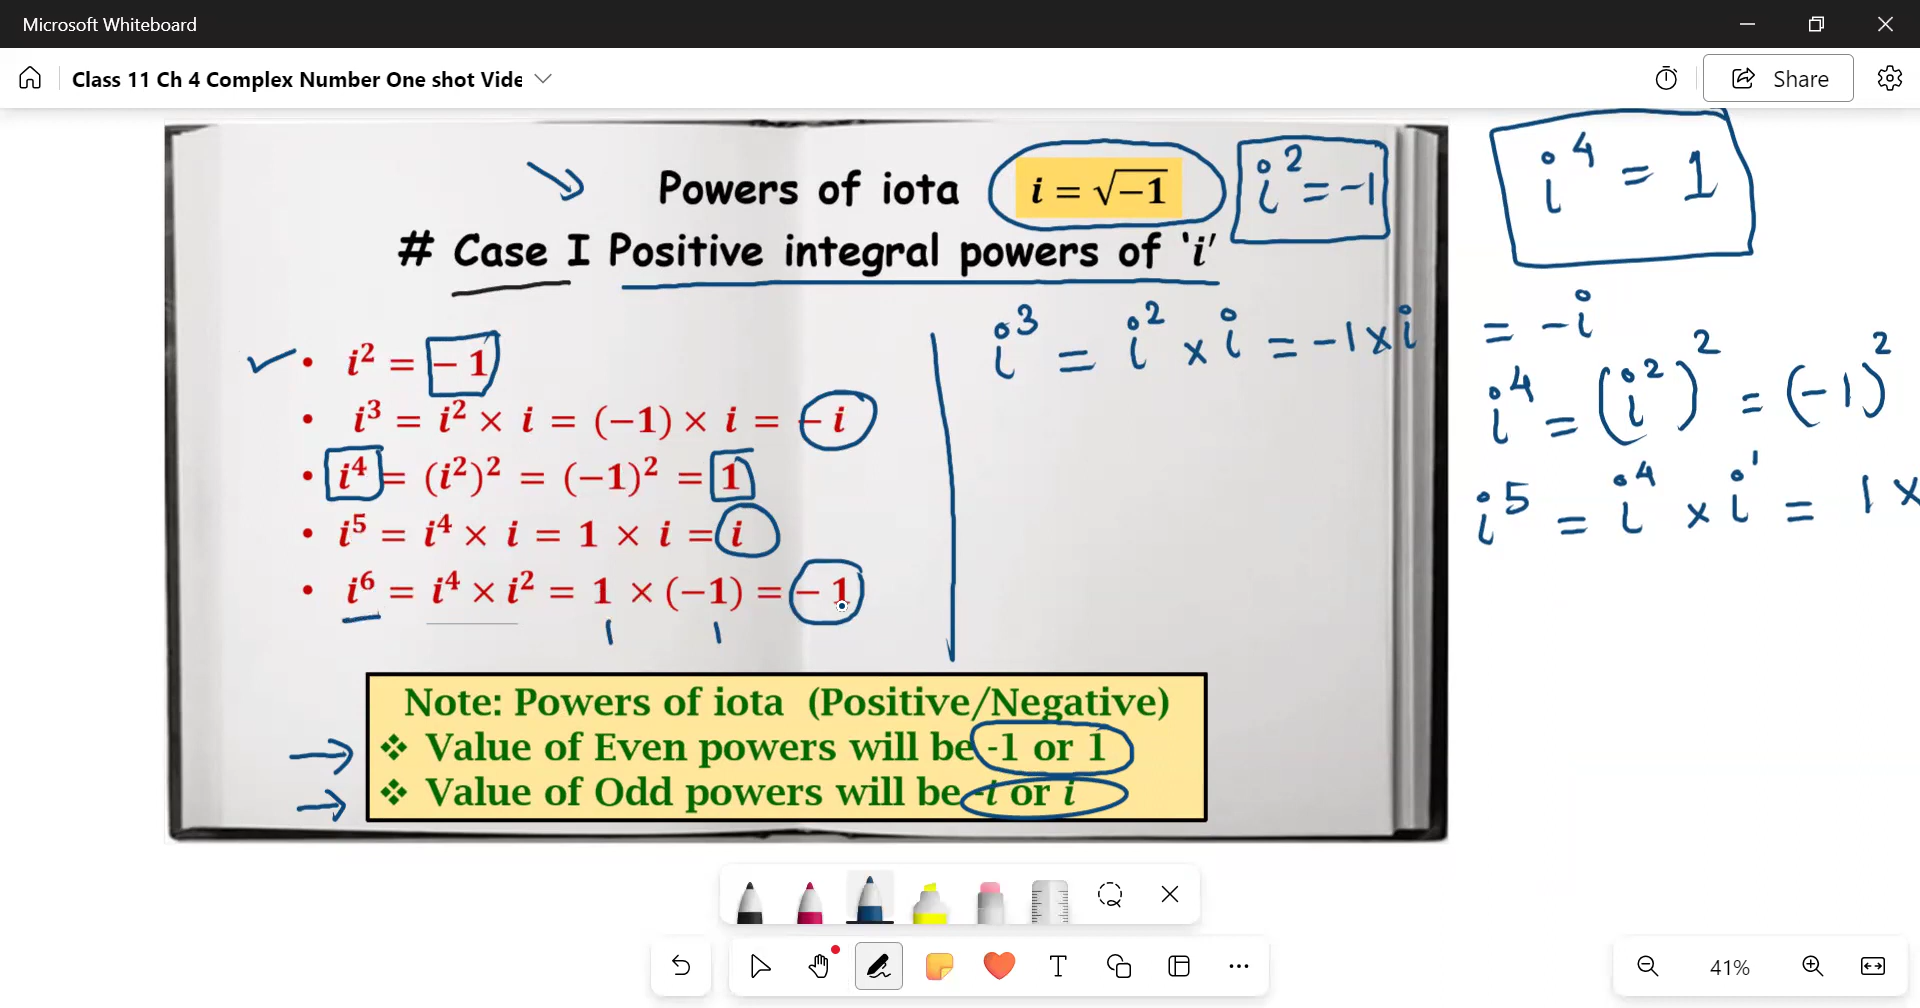 Microsoft Whiteboard
Class 11 Ch 4 Complex Number One shot Vide
Share
Powers of iota i = √−1 i² = −1
i⁴ = 1
# Case I Positive integral powers of ‘i’
• i² = − 1
i³ = i² × i = −1 × i = −i
• i³ = i² × i = (−1) × i = − i
i⁴ = (i²)² = (−1)²
• i⁴ = (i²)² = (−1)² = 1
i⁵ = i⁴ × i¹ = 1 ×
• i⁵ = i⁴ × i = 1 × i = i
• i⁶ = i⁴ × i² = 1 × (−1) = − 1
Note: Powers of iota (Positive/Negative)
❖ Value of Even powers will be -1 or 1
❖ Value of Odd powers will be -i or i
41%